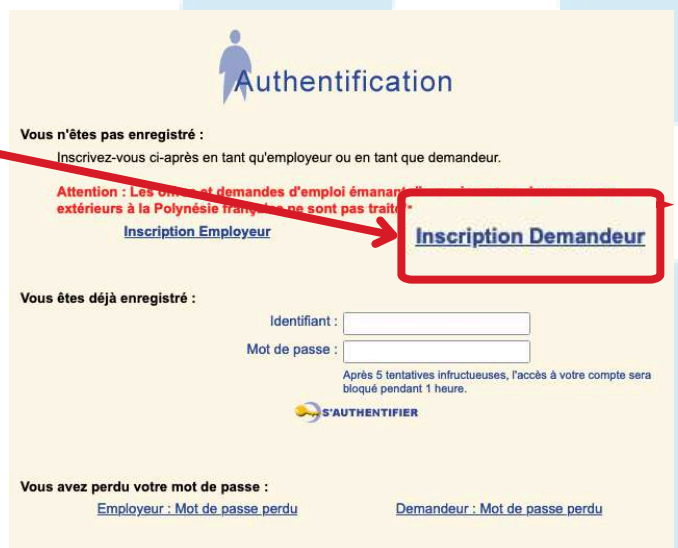 Authentification
Vous n'êtes pas enregistré :
Inscrivez-vous ci-après en tant qu'employeur ou en tant que demandeur.
Attention : Les et demandes d'emploi
extérieurs à la Polynésie ne sont pas
Inscription Employeur
Inscription Demandeur
Vous êtes déjà enregistré :
Identifiant :
Mot de passe :
Après 5 tentatives infructueuses, l'accès à votre compte sera
bloqué pendant 1 heure.
S'AUTHENTIFIER
Vous avez perdu votre mot de passe :
Employeur : Mot de passe perdu
Demandeur : Mot de passe perdu